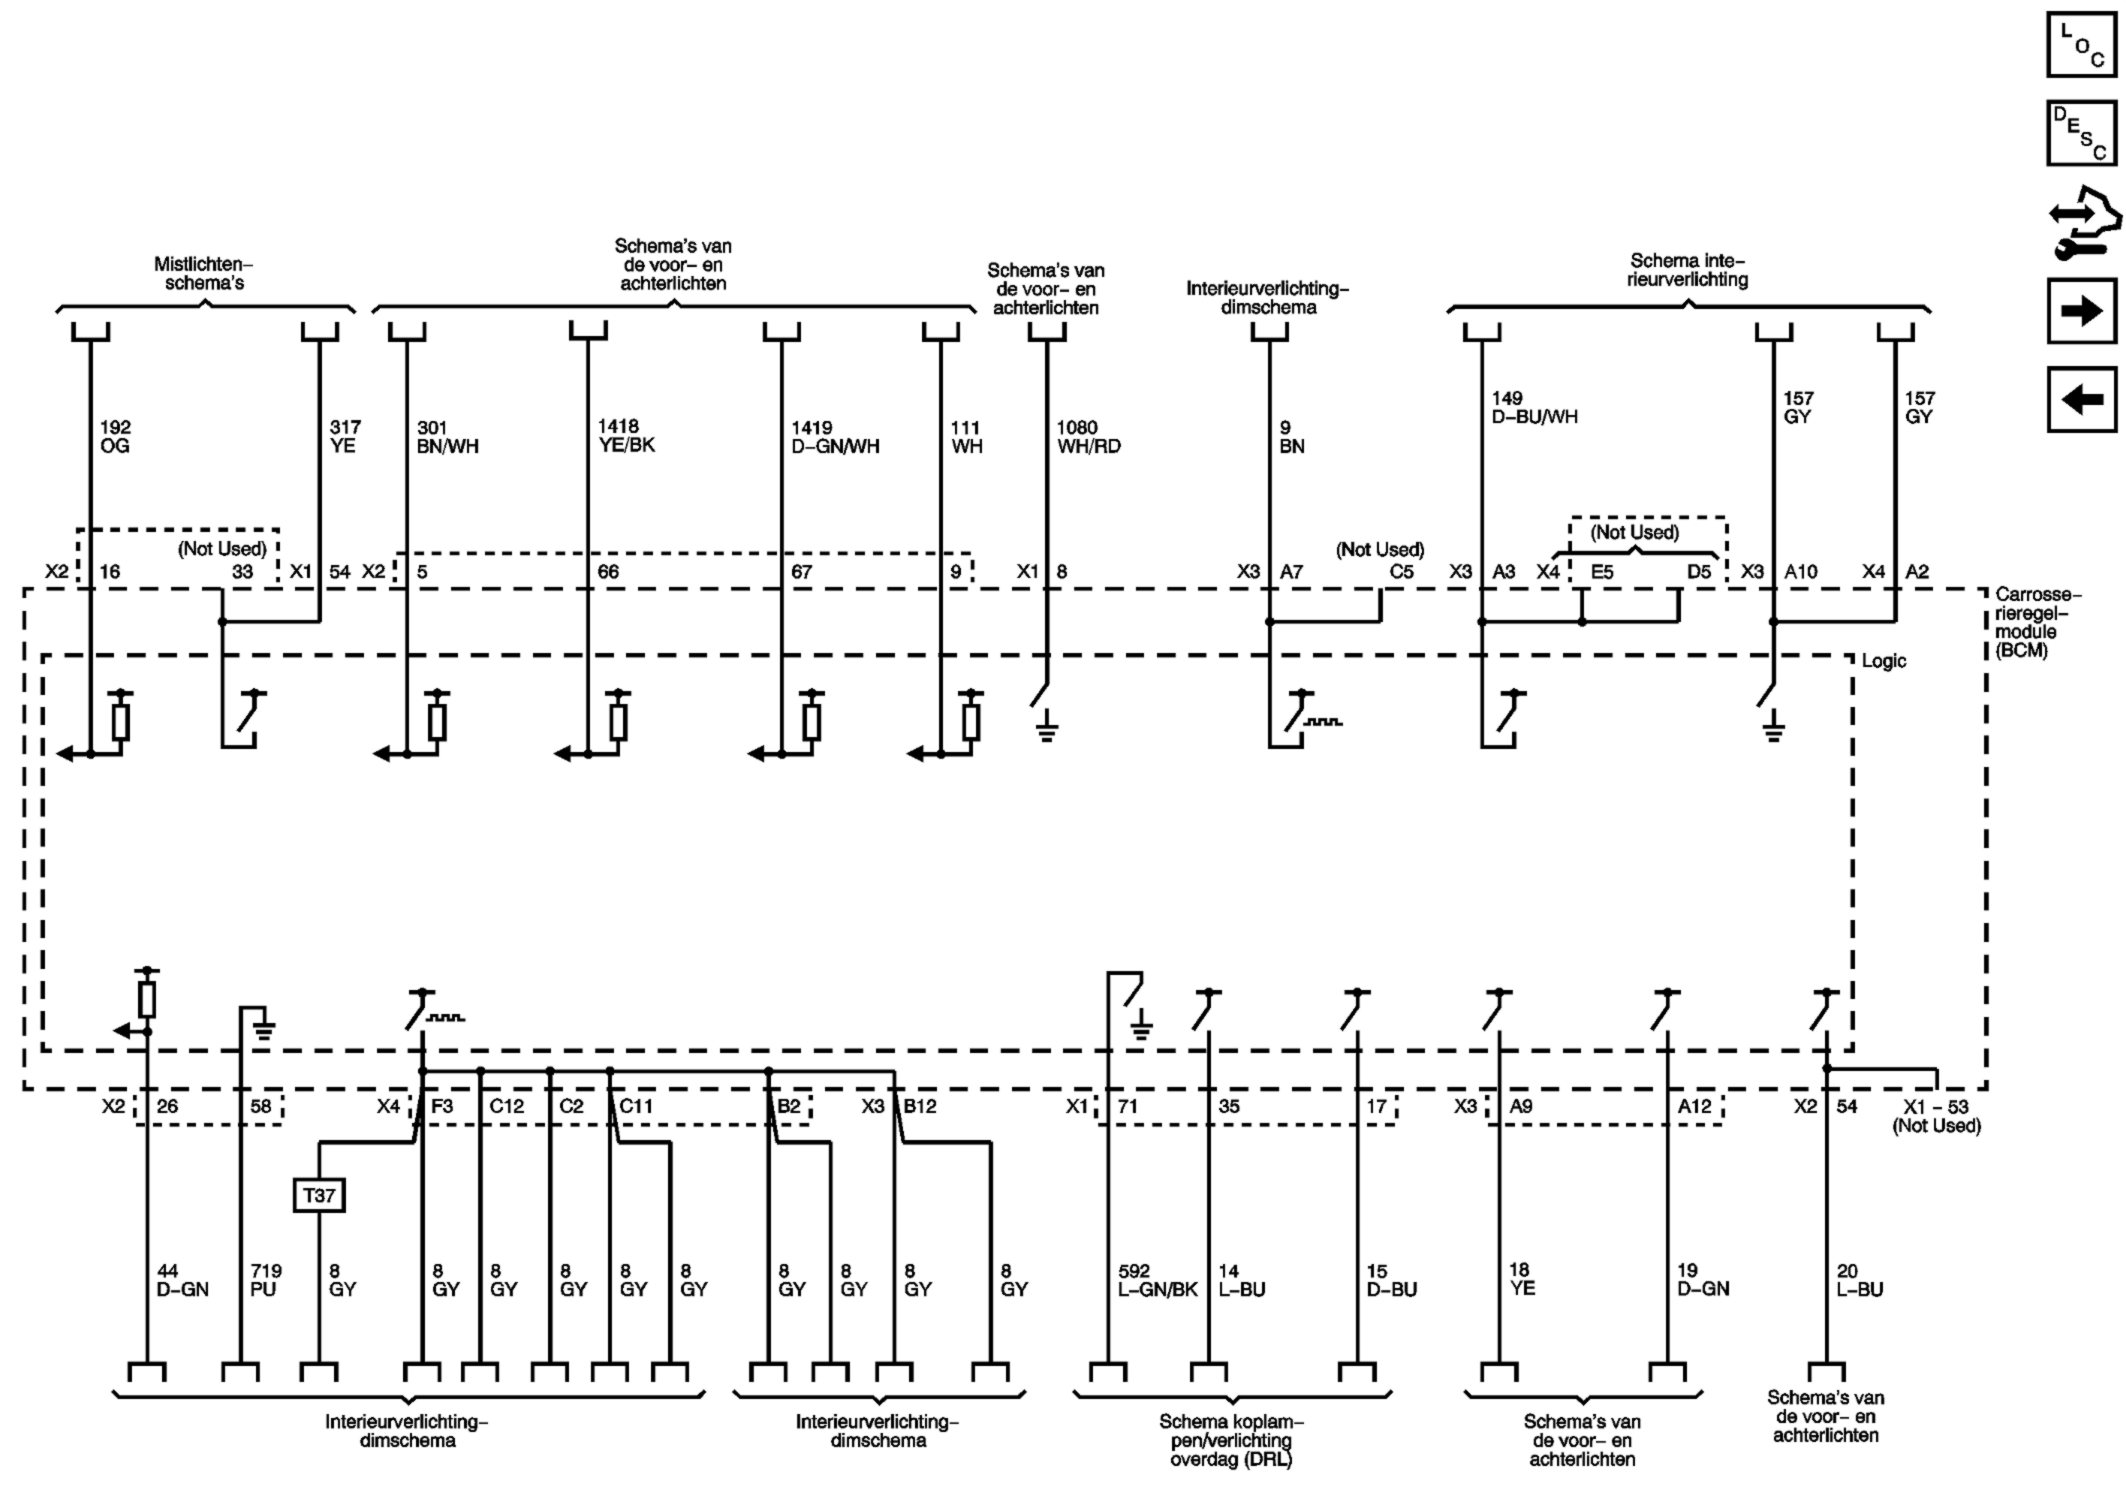 L
O
C
D
E
S
C
Mistlichten–
schema's
Schema's van
de voor– en
achterlichten
Schema's van
de voor– en
achterlichten
Interieurverlichting–
dimschema
Schema inte–
rieurverlichting
192
OG
317
YE
301
BN/WH
1418
YE/BK
1419
D–GN/WH
111
WH
1080
WH/RD
9
BN
149
D–BU/WH
157
GY
157
GY
(Not Used)
(Not Used)
(Not Used)
X2 16 33 X1 54 X2 5 66 67 9 X1 8 X3 A7 C5 X3 A3 X4 E5 D5 X3 A10 X4 A2
Carrosse–
rieregel–
module
(BCM)
Logic
X2 26 58 X4 F3 C12 C2 C11 B2 X3 B12 X1 71 35 17 X3 A9 A12 X2 54 X1 – 53
(Not Used)
T37
44
D–GN
719
PU
8
GY
8
GY
8
GY
8
GY
8
GY
8
GY
8
GY
8
GY
8
GY
8
GY
592
L–GN/BK
14
L–BU
15
D–BU
18
YE
19
D–GN
20
L–BU
Interieurverlichting–
dimschema
Interieurverlichting–
dimschema
Schema koplam–
pen/verlichting
overdag (DRL)
Schema's van
de voor– en
achterlichten
Schema's van
de voor– en
achterlichten